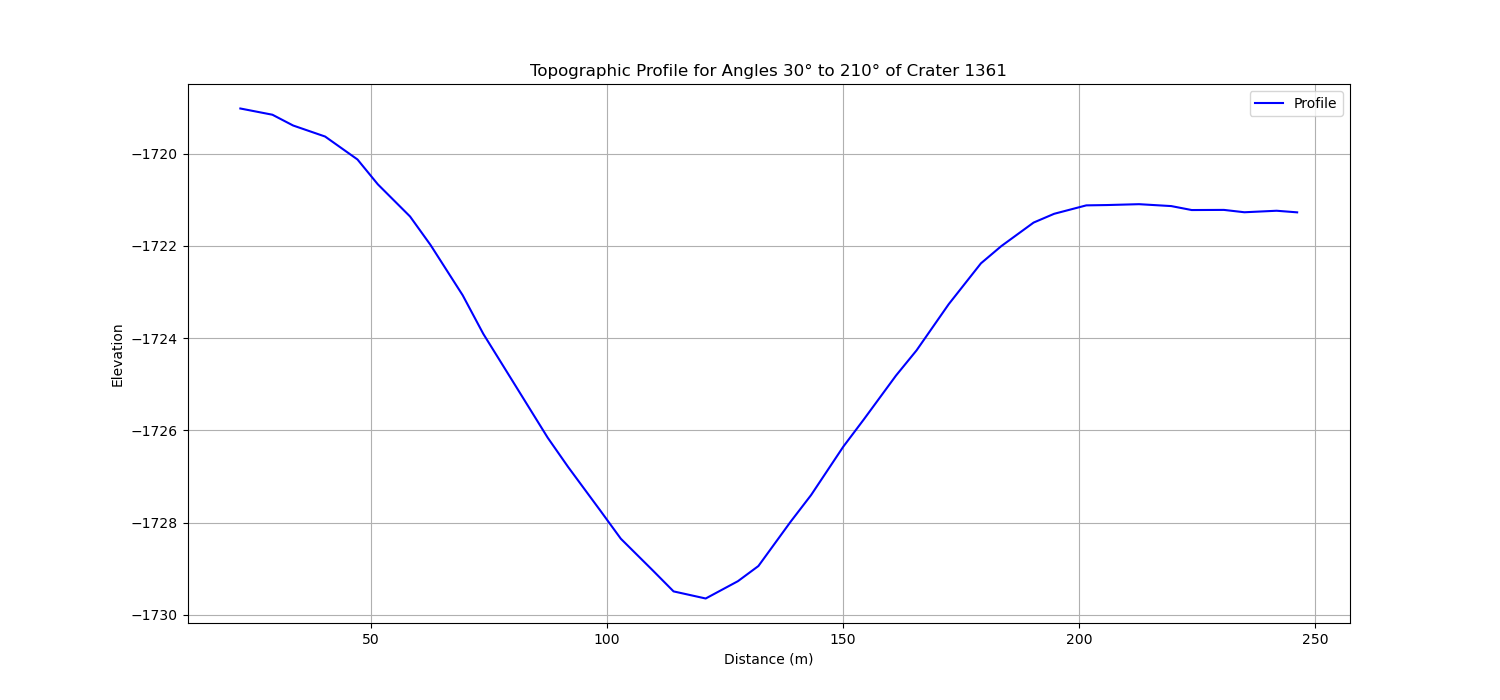 Topographic Profile for Angles 30° to 210° of Crater 1361
Profile
Elevation
−1720
−1722
−1724
−1726
−1728
−1730
50
100
150
200
250
Distance (m)